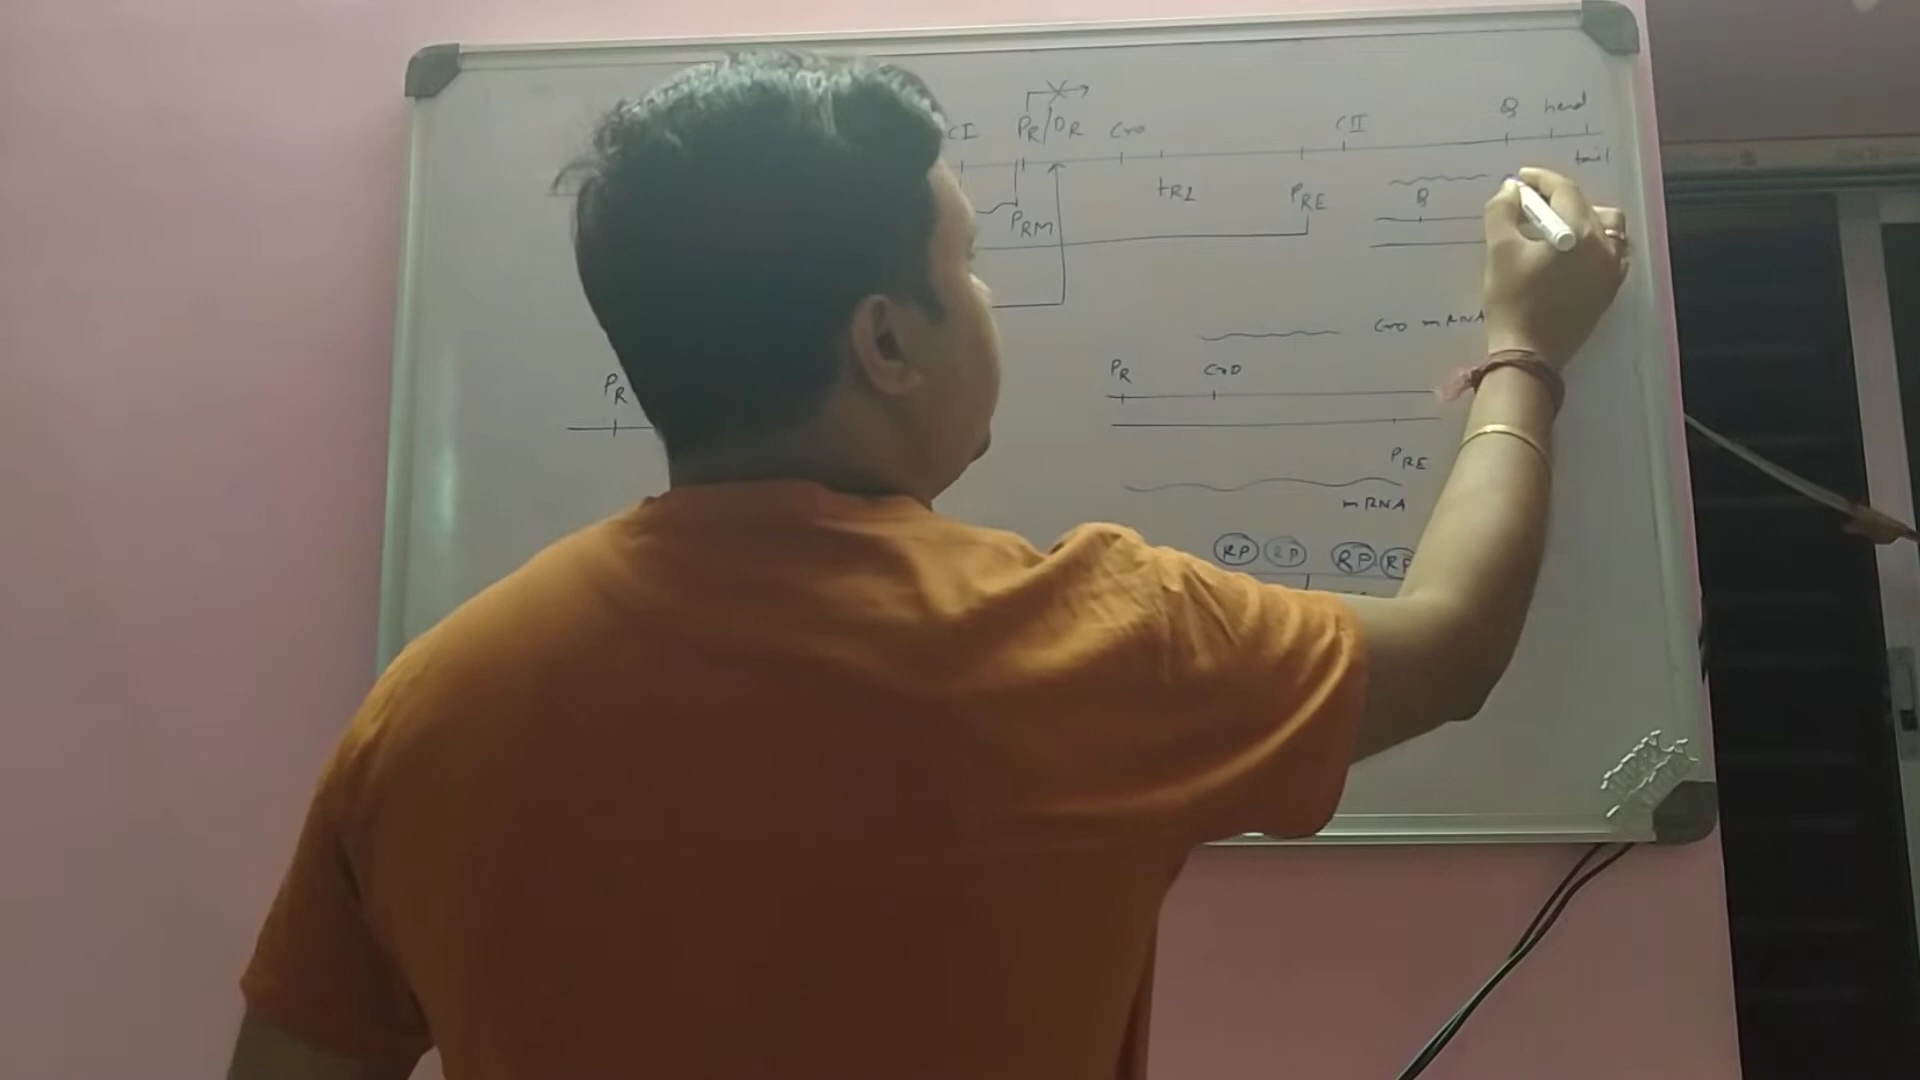 CI PR/OR Cro CII Q head
tail
tR1 PRE Q
PRM
Cro mRNA
PR Cro
PR
PRE
mRNA
RP RP RP RP